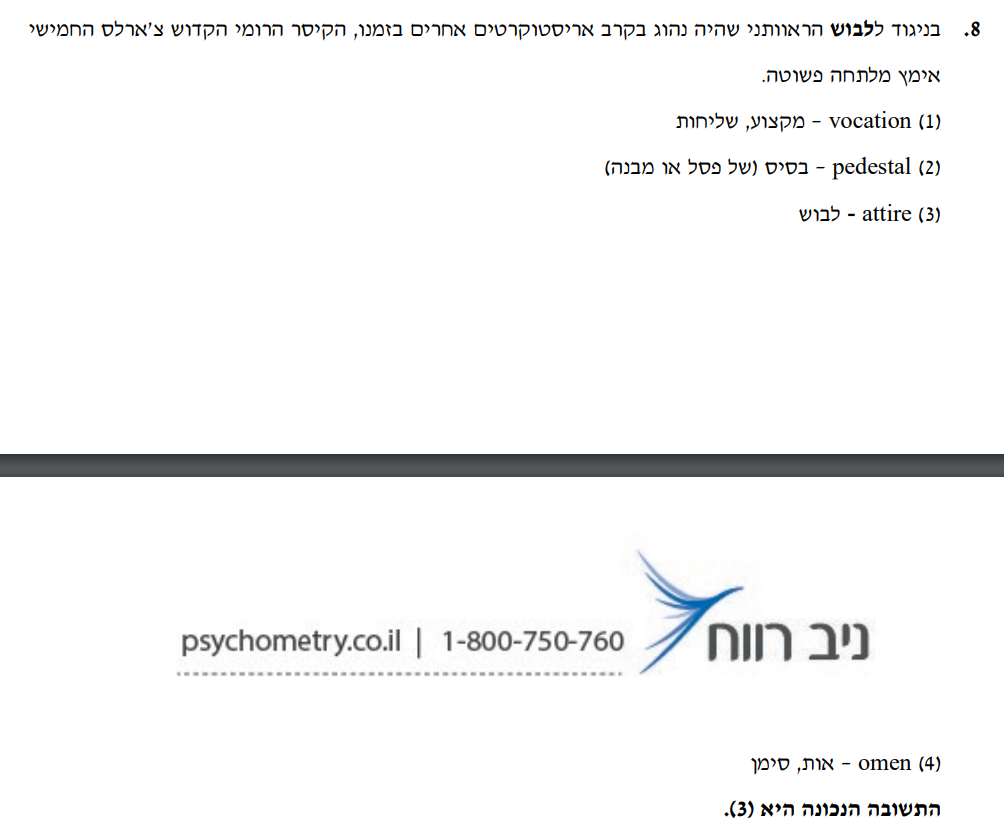 8. בניגוד ללבוש הראוותני שהיה נהוג בקרב אריסטוקרטים אחרים בזמנו, הקיסר הרומי הקדוש צ'ארלס החמישי
אימץ מלתחה פשוטה.
(1) vocation – מקצוע, שליחות
(2) pedestal – בסיס (של פסל או מבנה)
(3) attire - לבוש
psychometry.co.il | 1-800-750-760
ניב רווח
(4) omen – אות, סימן
התשובה הנכונה היא (3).